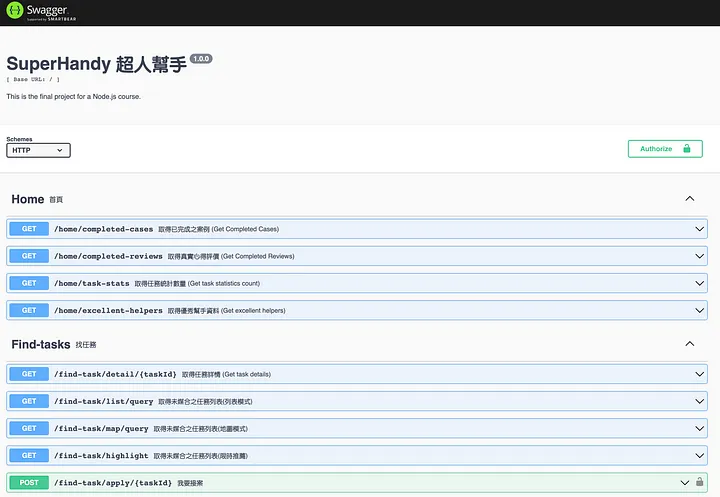 Swagger.
Supported by SMARTBEAR
SuperHandy 超人幫手 1.0.0
[ Base URL: / ]
This is the final project for a Node.js course.
Schemes
HTTP
Authorize
Home 首頁
GET /home/completed-cases 取得已完成之案例 (Get Completed Cases)
GET /home/completed-reviews 取得真實心得評價 (Get Completed Reviews)
GET /home/task-stats 取得任務統計數量 (Get task statistics count)
GET /home/excellent-helpers 取得優秀幫手資料 (Get excellent helpers)
Find-tasks 找任務
GET /find-task/detail/{taskId} 取得任務詳情 (Get task details)
GET /find-task/list/query 取得未媒合之任務列表(列表模式)
GET /find-task/map/query 取得未媒合之任務列表(地圖模式)
GET /find-task/highlight 取得未媒合之任務列表(限時推薦)
POST /find-task/apply/{taskId} 我要接案